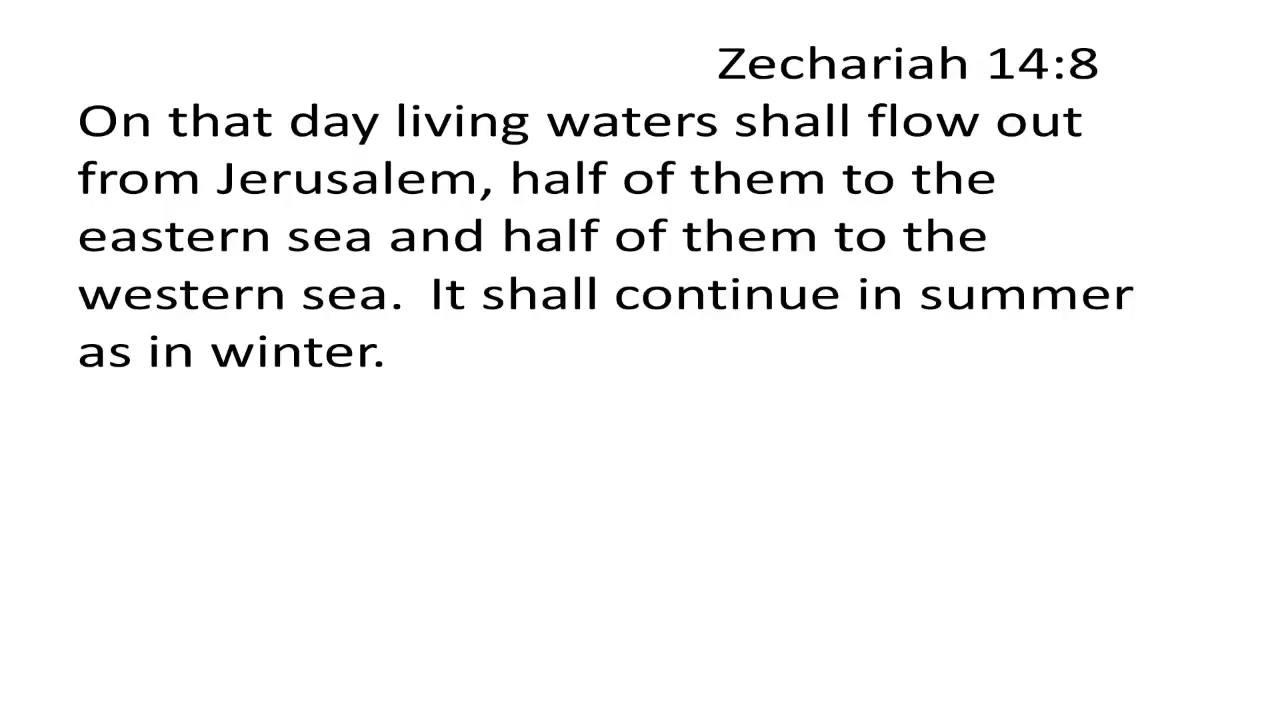 Zechariah 14:8
On that day living waters shall flow out
from Jerusalem, half of them to the
eastern sea and half of them to the
western sea.  It shall continue in summer
as in winter.